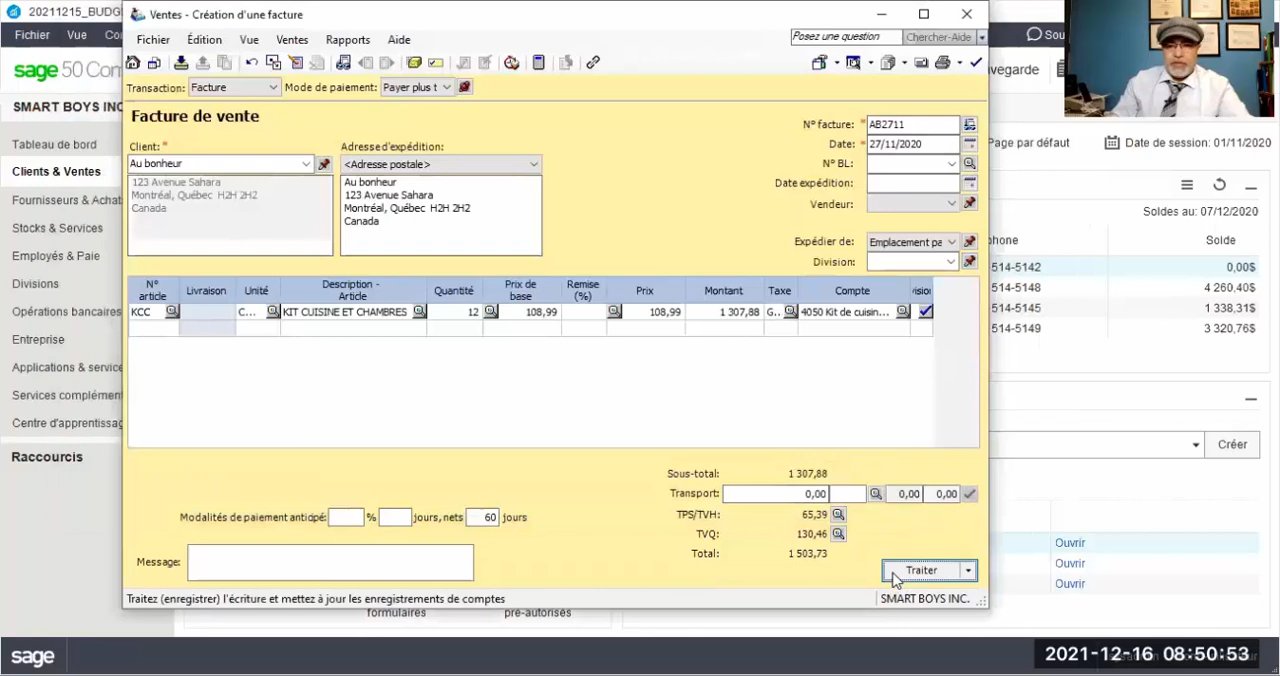 20211215_BUDG
Ventes - Création d'une facture
Fichier Vue
Fichier Édition Vue Ventes Rapports Aide
Posez une question Chercher-Aide
sage 50
Transaction: Facture Mode de paiement: Payer plus t
Facture de vente
SMART BOYS INC
Tableau de bord
Clients & Ventes
Fournisseurs & Achat
Stocks & Services
Employés & Paie
Divisions
Opérations bancaires
Entreprise
Applications & service
Services complément
Centre d'apprentissag
Raccourcis
Client: *
Au bonheur
123 Avenue Sahara
Montréal, Québec H2H 2H2
Canada
Adresse d'expédition:
<Adresse postale>
Au bonheur
123 Avenue Sahara
Montréal, Québec H2H 2H2
Canada
N° facture: * AB2711
Date: * 27/11/2020
N° BL:
Date expédition:
Vendeur:
Expédier de: Emplacement pa
Division:
N° article Livraison Unité Description - Article Quantité Prix de base Remise (%) Prix Montant Taxe Compte
KCC C... KIT CUISINE ET CHAMBRES 12 108,99 108,99 1 307,88 G.. 4050 Kit de cuisin...
Sous-total: 1 307,88
Transport: 0,00 0,00 0,00
TPS/TVH: 65,39
TVQ: 130,46
Total: 1 503,73
Modalités de paiement antidpé: % jours, nets 60 jours
Message:
Traiter
Traitez (enregistrer) l'écriture et mettez à jour les enregistrements de comptes
SMART BOYS INC.
formulaires pré-autorisés
Sou
vegarde
Page par défaut Date de session: 01/11/2020
Soldes au: 07/12/2020
phone Solde
514-5142 0,00$
514-5148 4 260,40$
514-5145 1 338,31$
514-5149 3 320,76$
Créer
Ouvrir
Ouvrir
Ouvrir
sage
2021-12-16 08:50:53